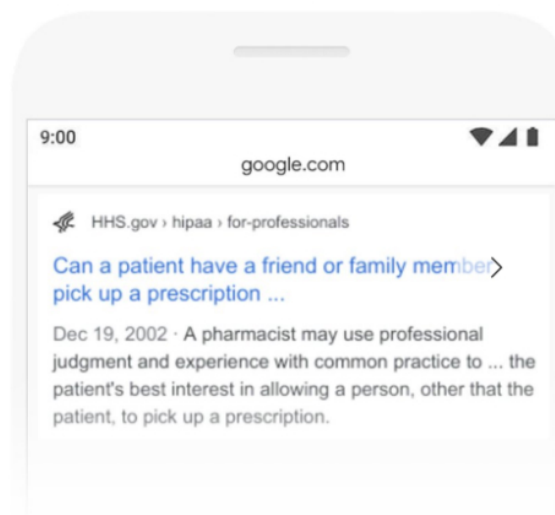 9:00
google.com
HHS.gov › hipaa › for-professionals
Can a patient have a friend or family member
pick up a prescription ...
Dec 19, 2002 · A pharmacist may use professional
judgment and experience with common practice to ... the
patient's best interest in allowing a person, other that the
patient, to pick up a prescription.